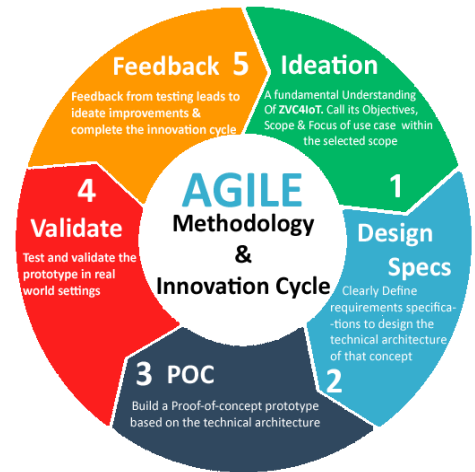 AGILE
Methodology
&
Innovation Cycle
Ideation
A fundamental Understanding
Of ZVC4IoT. Call its Objectives,
Scope & Focus of use case within
the selected scope
1
Design
Specs
Clearly Define
requirements specifica-
-tions to design the
technical architecture
of that concept
2
3 POC
Build a Proof-of-concept prototype
based on the technical architecture
4
Validate
Test and validate the
prototype in real
world settings
Feedback 5
Feedback from testing leads to
ideate improvements &
complete the innovation cycle